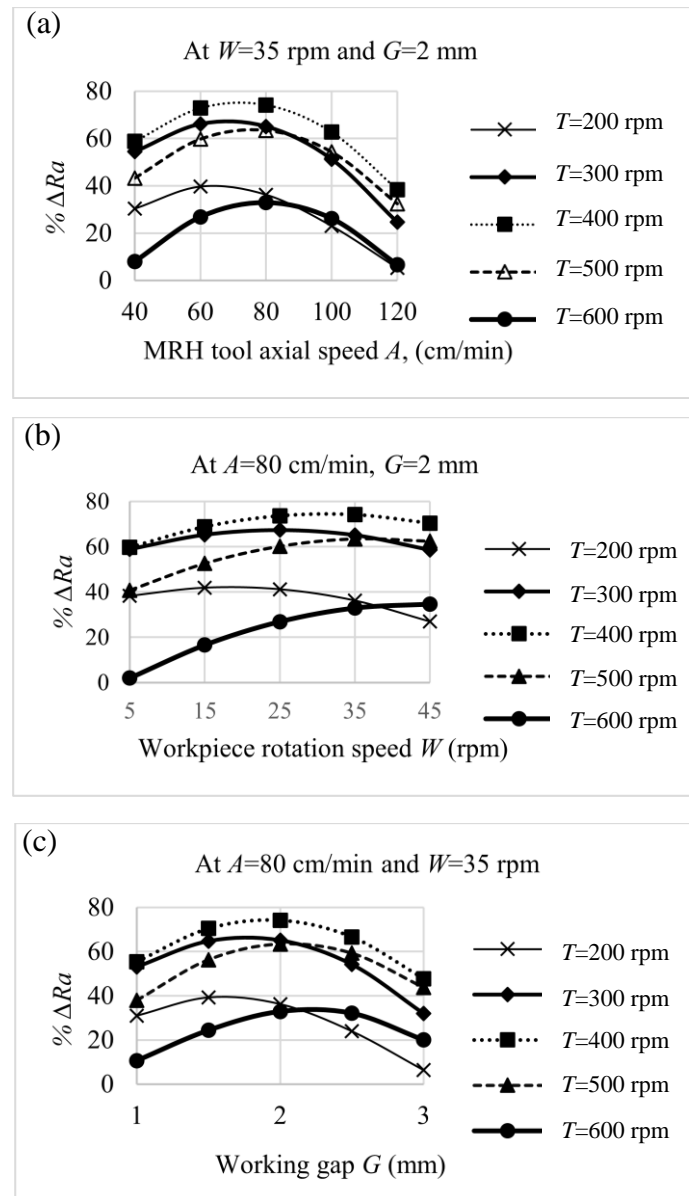 (a)
At W=35 rpm and G=2 mm
80
60
40
20
0
% ΔRa
40 60 80 100 120
MRH tool axial speed A, (cm/min)
T=200 rpm
T=300 rpm
T=400 rpm
T=500 rpm
T=600 rpm
(b)
At A=80 cm/min, G=2 mm
80
60
40
20
0
% ΔRa
5 15 25 35 45
Workpiece rotation speed W (rpm)
T=200 rpm
T=300 rpm
T=400 rpm
T=500 rpm
T=600 rpm
(c)
At A=80 cm/min and W=35 rpm
80
60
40
20
0
% ΔRa
1 2 3
Working gap G (mm)
T=200 rpm
T=300 rpm
T=400 rpm
T=500 rpm
T=600 rpm